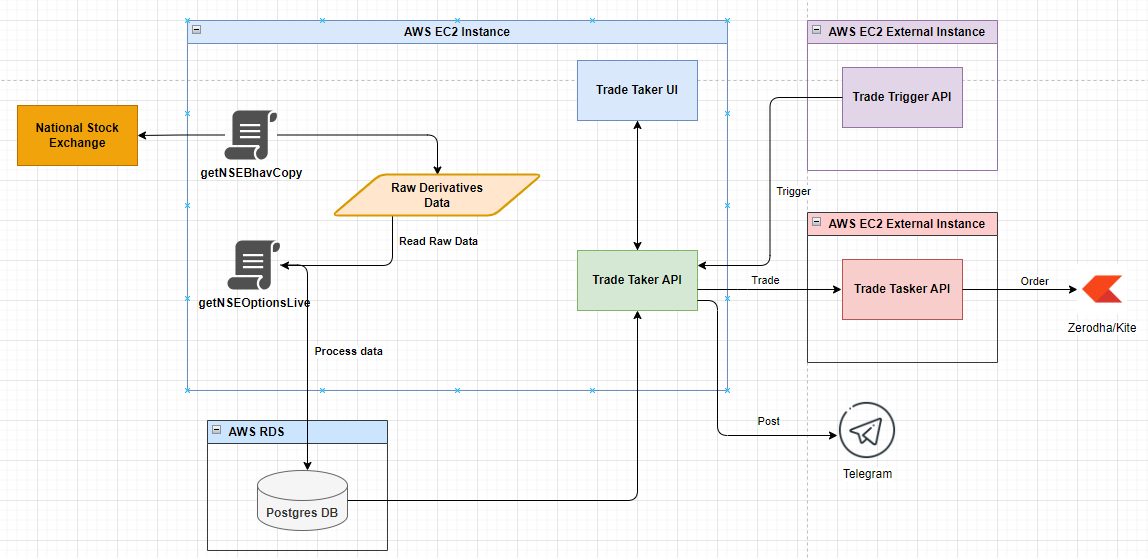 AWS EC2 Instance
AWS EC2 External Instance
Trade Taker UI
Trade Trigger API
National Stock
Exchange
getNSEBhavCopy
Raw Derivatives
Data
Trigger
AWS EC2 External Instance
Read Raw Data
Trade Taker API
Trade
Trade Tasker API
Order
getNSEOptionsLive
Zerodha/Kite
Process data
AWS RDS
Post
Telegram
Postgres DB